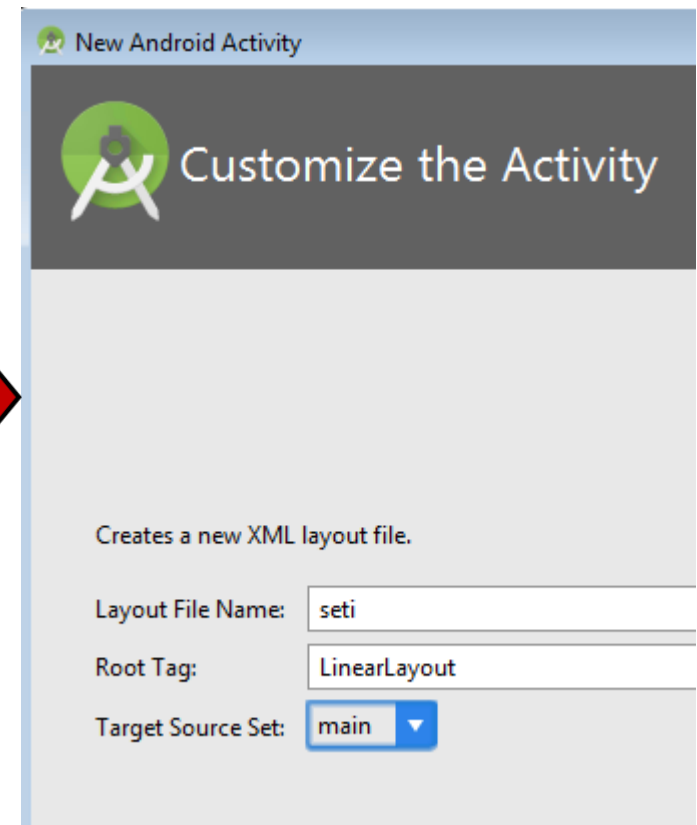 New Android Activity
Customize the Activity
Creates a new XML layout file.
Layout File Name: seti
Root Tag: LinearLayout
Target Source Set: main